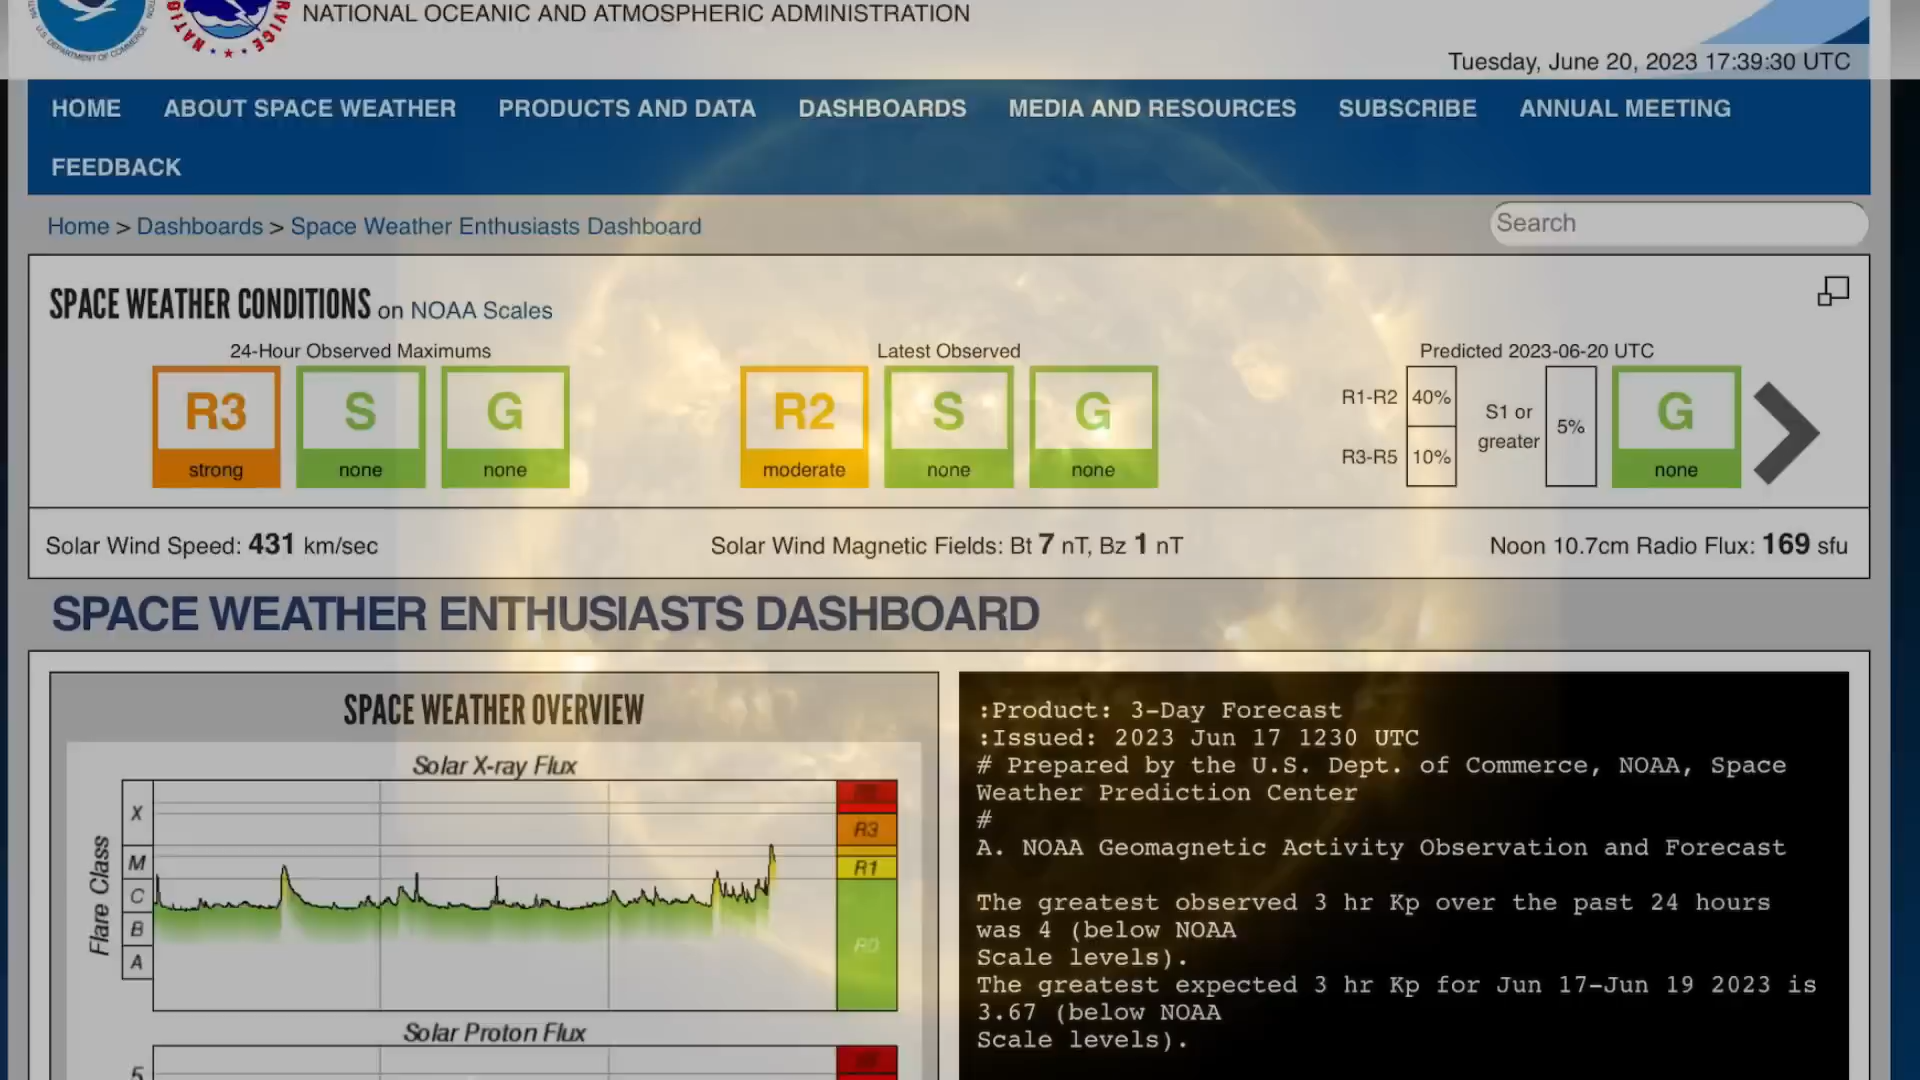 NATIONAL OCEANIC AND ATMOSPHERIC ADMINISTRATION
U.S. DEPARTMENT OF COMMERCE
Tuesday, June 20, 2023 17:39:30 UTC
HOME ABOUT SPACE WEATHER PRODUCTS AND DATA DASHBOARDS MEDIA AND RESOURCES SUBSCRIBE ANNUAL MEETING
FEEDBACK
Home > Dashboards > Space Weather Enthusiasts Dashboard
Search
SPACE WEATHER CONDITIONS on NOAA Scales
24-Hour Observed Maximums
R3 S G
strong none none
Latest Observed
R2 S G
moderate none none
Predicted 2023-06-20 UTC
R1-R2 40%
R3-R5 10%
S1 or
greater
5%
G
none
Solar Wind Speed: 431 km/sec
Solar Wind Magnetic Fields: Bt 7 nT, Bz 1 nT
Noon 10.7cm Radio Flux: 169 sfu
SPACE WEATHER ENTHUSIASTS DASHBOARD
SPACE WEATHER OVERVIEW
Solar X-ray Flux
Flare Class
X
M
C
B
A
R3
R1
R0
Solar Proton Flux
5
:Product: 3-Day Forecast
:Issued: 2023 Jun 17 1230 UTC
# Prepared by the U.S. Dept. of Commerce, NOAA, Space
Weather Prediction Center
#
A. NOAA Geomagnetic Activity Observation and Forecast
The greatest observed 3 hr Kp over the past 24 hours
was 4 (below NOAA
Scale levels).
The greatest expected 3 hr Kp for Jun 17-Jun 19 2023 is
3.67 (below NOAA
Scale levels).